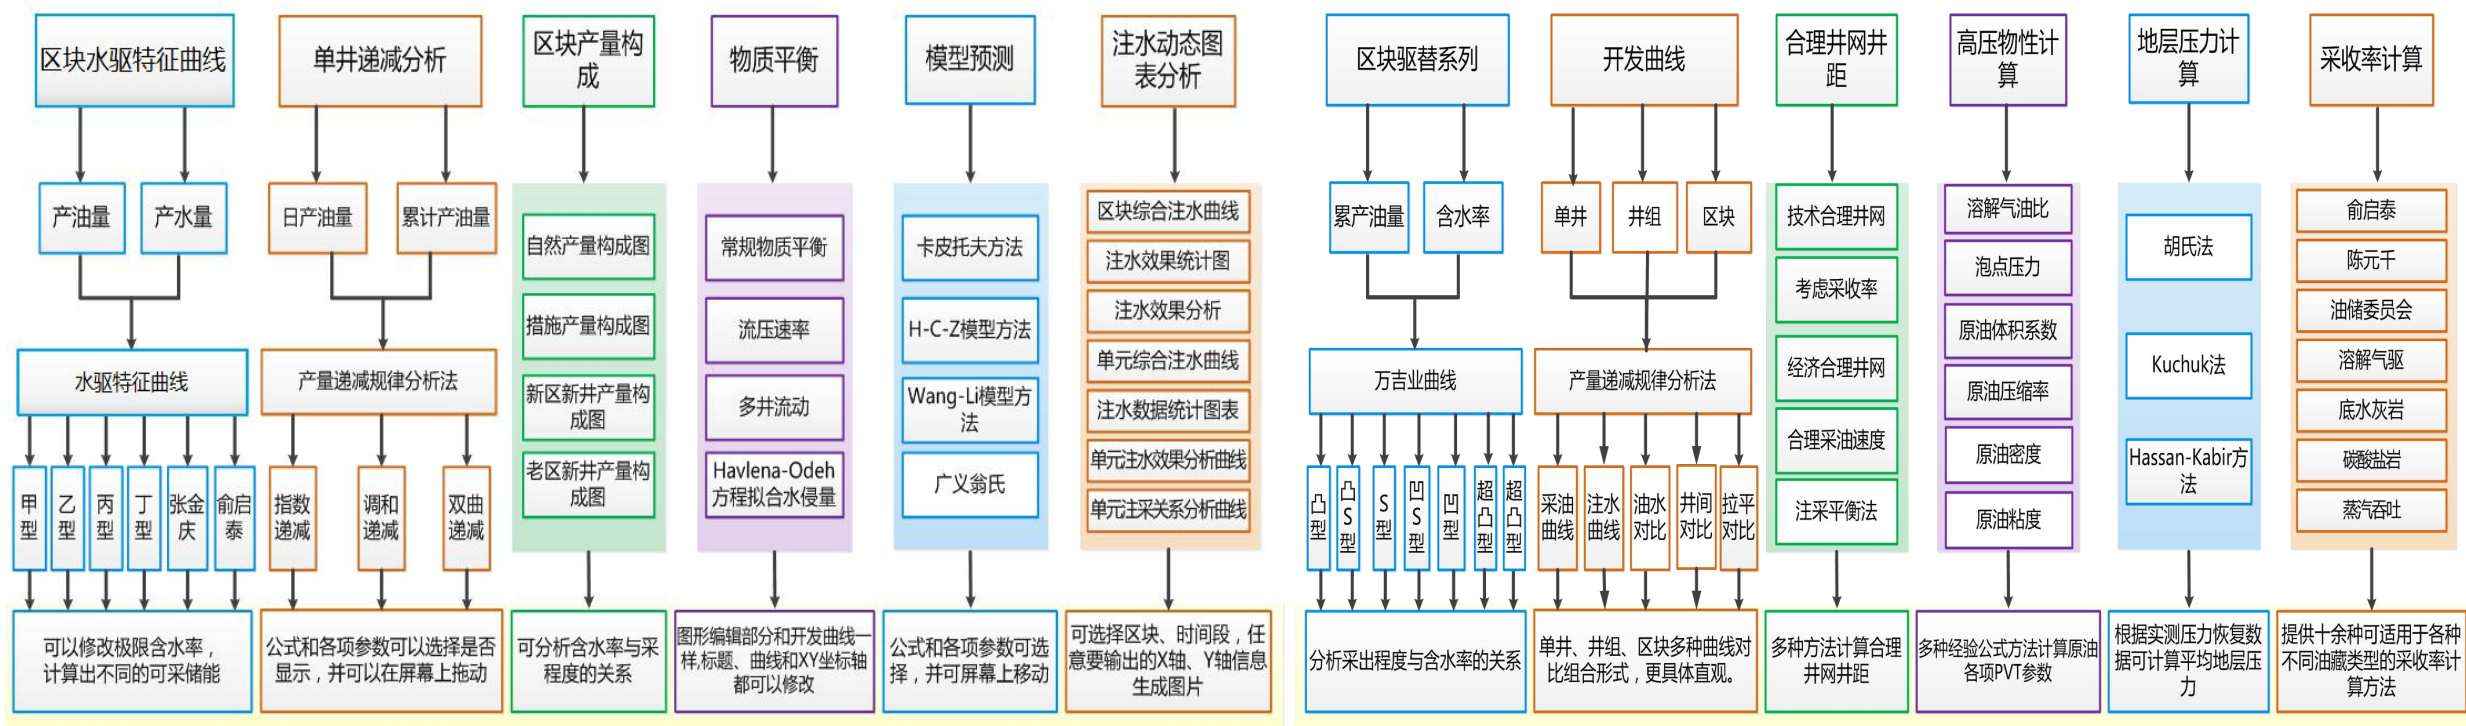 区块水驱特征曲线
单井递减分析
区块产量构
成
物质平衡
模型预测
注水动态图
表分析
区块驱替系列
开发曲线
合理井网井
距
高压物性计
算
地层压力计
算
采收率计算
产油量
产水量
日产油量
累计产油量
累产油量
含水率
单井
井组
区块
水驱特征曲线
产量递减规律分析法
万吉业曲线
产量递减规律分析法
甲
型
乙
型
丙
型
丁
型
张金
庆
俞启
泰
指数
递减
调和
递减
双曲
递减
自然产量构成图
措施产量构成图
新区新井产量构
成图
老区新井产量构
成图
常规物质平衡
流压速率
多井流动
Havlena-Odeh
方程拟合水侵量
卡皮托夫方法
H-C-Z模型方法
Wang-Li模型方
法
广义翁氏
区块综合注水曲线
注水效果统计图
注水效果分析
单元综合注水曲线
注水数据统计图表
单元注水效果分析曲线
单元注采关系分析曲线
凸
型
凸
S
型
S
型
凹
S
型
凹
型
超
凸
型
超
凸
型
采油
曲线
注水
曲线
油水
对比
井间
对比
拉平
对比
技术合理井网
考虑采收率
经济合理井网
合理采油速度
注采平衡法
溶解气油比
泡点压力
原油体积系数
原油压缩率
原油密度
原油粘度
胡氏法
Kuchuk法
Hassan-Kabir方
法
俞启泰
陈元千
油储委员会
溶解气驱
底水灰岩
碳酸盐岩
蒸汽吞吐
可以修改极限含水率，
计算出不同的可采储能
公式和各项参数可以选择是否
显示，并可以在屏幕上拖动
可分析含水率与采
程度的关系
图形编辑部分和开发曲线一
样,标题、曲线和XY坐标轴
都可以修改
公式和各项参数可选
择，并可屏幕上移动
可选择区块、时间段，任
意要输出的X轴、Y轴信息
生成图片
分析采出程度与含水率的关系
单井、井组、区块多种曲线对
比组合形式，更具体直观。
多种方法计算合理
井网井距
多种经验公式方法计算原油
各项PVT参数
根据实测压力恢复数
据可计算平均地层压
力
提供十余种可适用于各种
不同油藏类型的采收率计
算方法